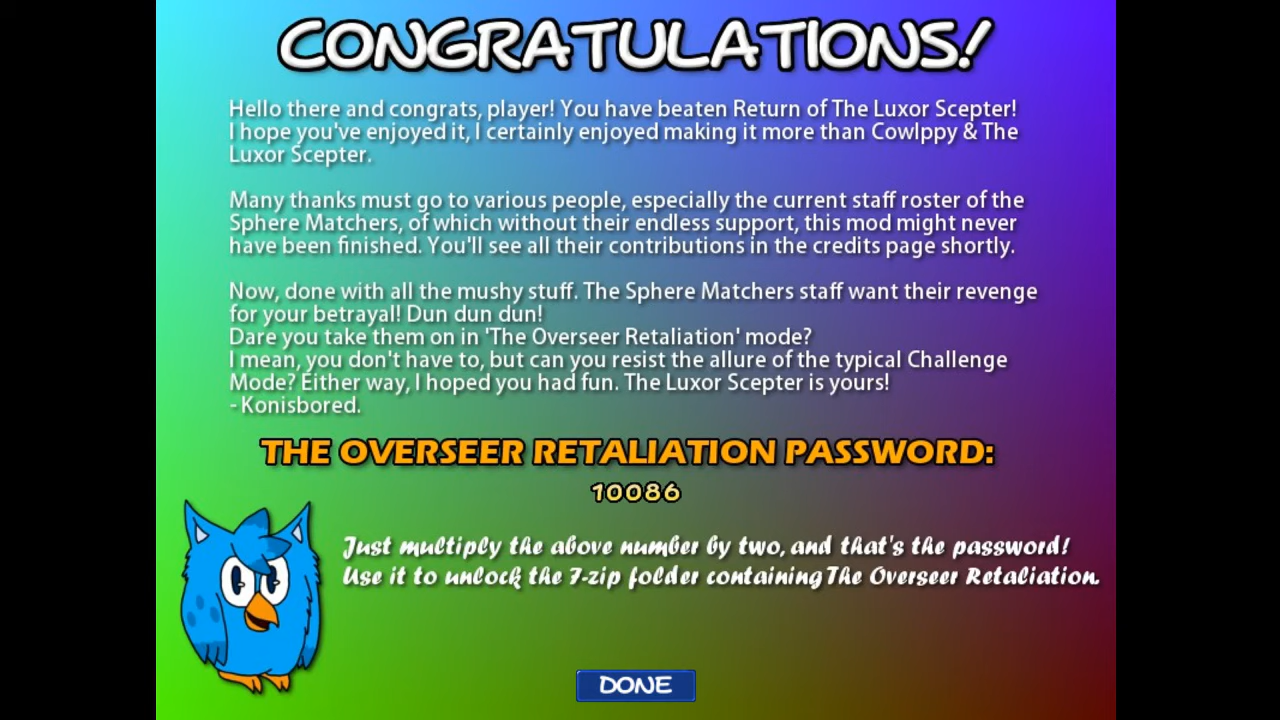 CONGRATULATIONS!
Hello there and congrats, player! You have beaten Return of The Luxor Scepter!
I hope you've enjoyed it, I certainly enjoyed making it more than Cowlppy & The
Luxor Scepter.
Many thanks must go to various people, especially the current staff roster of the
Sphere Matchers, of which without their endless support, this mod might never
have been finished. You'll see all their contributions in the credits page shortly.
Now, done with all the mushy stuff. The Sphere Matchers staff want their revenge
for your betrayal! Dun dun dun!
Dare you take them on in 'The Overseer Retaliation' mode?
I mean, you don't have to, but can you resist the allure of the typical Challenge
Mode? Either way, I hoped you had fun. The Luxor Scepter is yours!
- Konisbored.
THE OVERSEER RETALIATION PASSWORD:
10086
Just multiply the above number by two, and that's the password!
Use it to unlock the 7-zip folder containing The Overseer Retaliation.
DONE